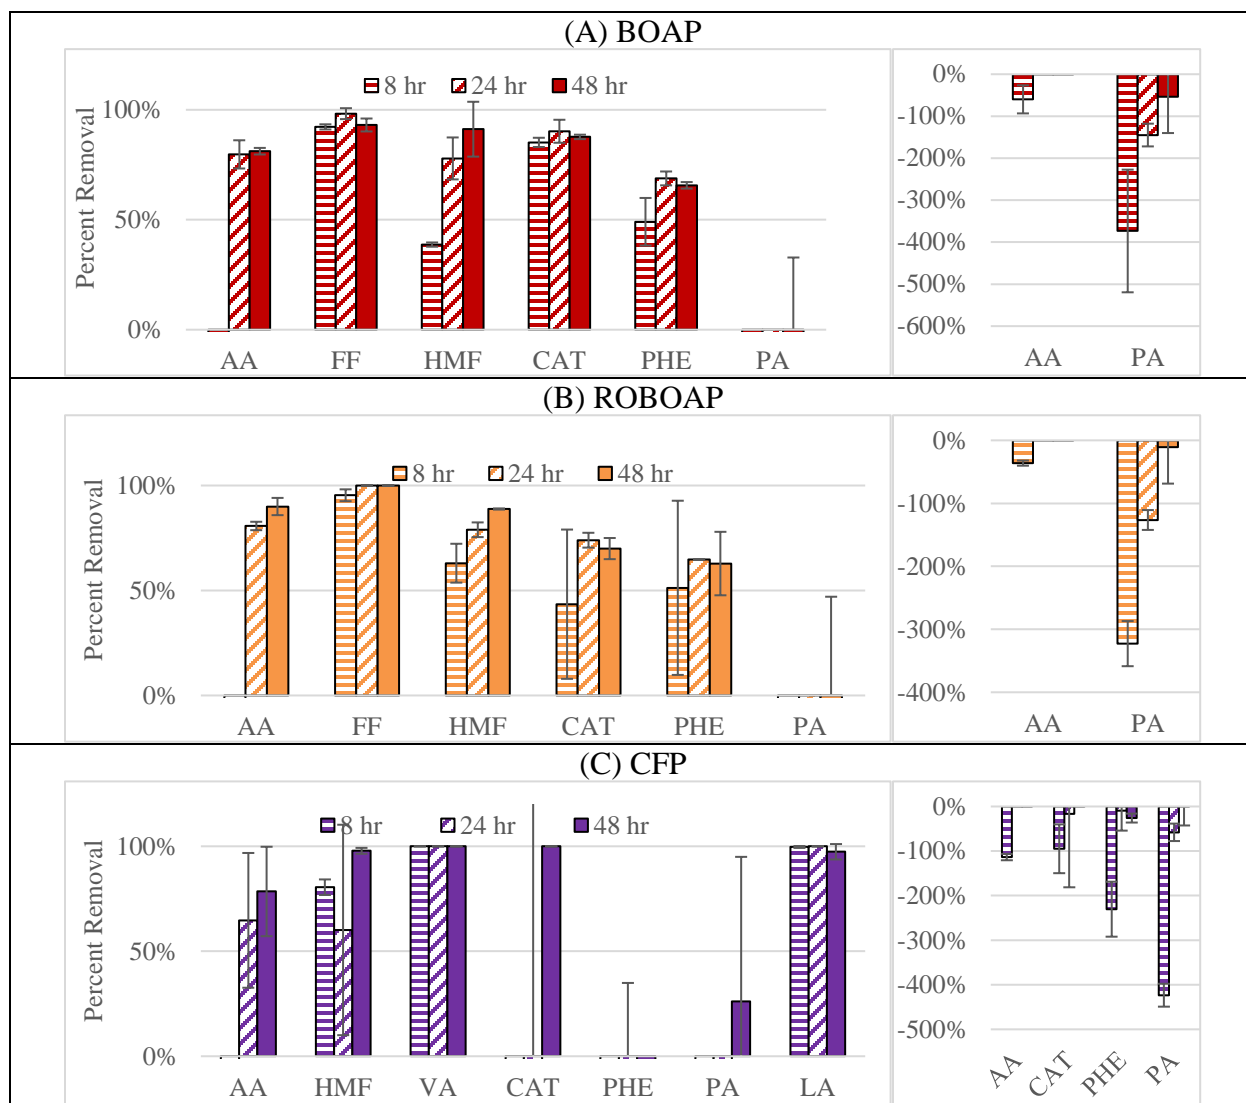 (A) BOAP
8 hr 24 hr 48 hr
Percent Removal
100%
50%
0%
AA FF HMF CAT PHE PA
0%
-100%
-200%
-300%
-400%
-500%
-600%
AA PA
(B) ROBOAP
8 hr 24 hr 48 hr
Percent Removal
100%
50%
0%
AA FF HMF CAT PHE PA
0%
-100%
-200%
-300%
-400%
AA PA
(C) CFP
8 hr 24 hr 48 hr
Percent Removal
100%
50%
0%
AA HMF VA CAT PHE PA LA
0%
-100%
-200%
-300%
-400%
-500%
AA CAT PHE PA